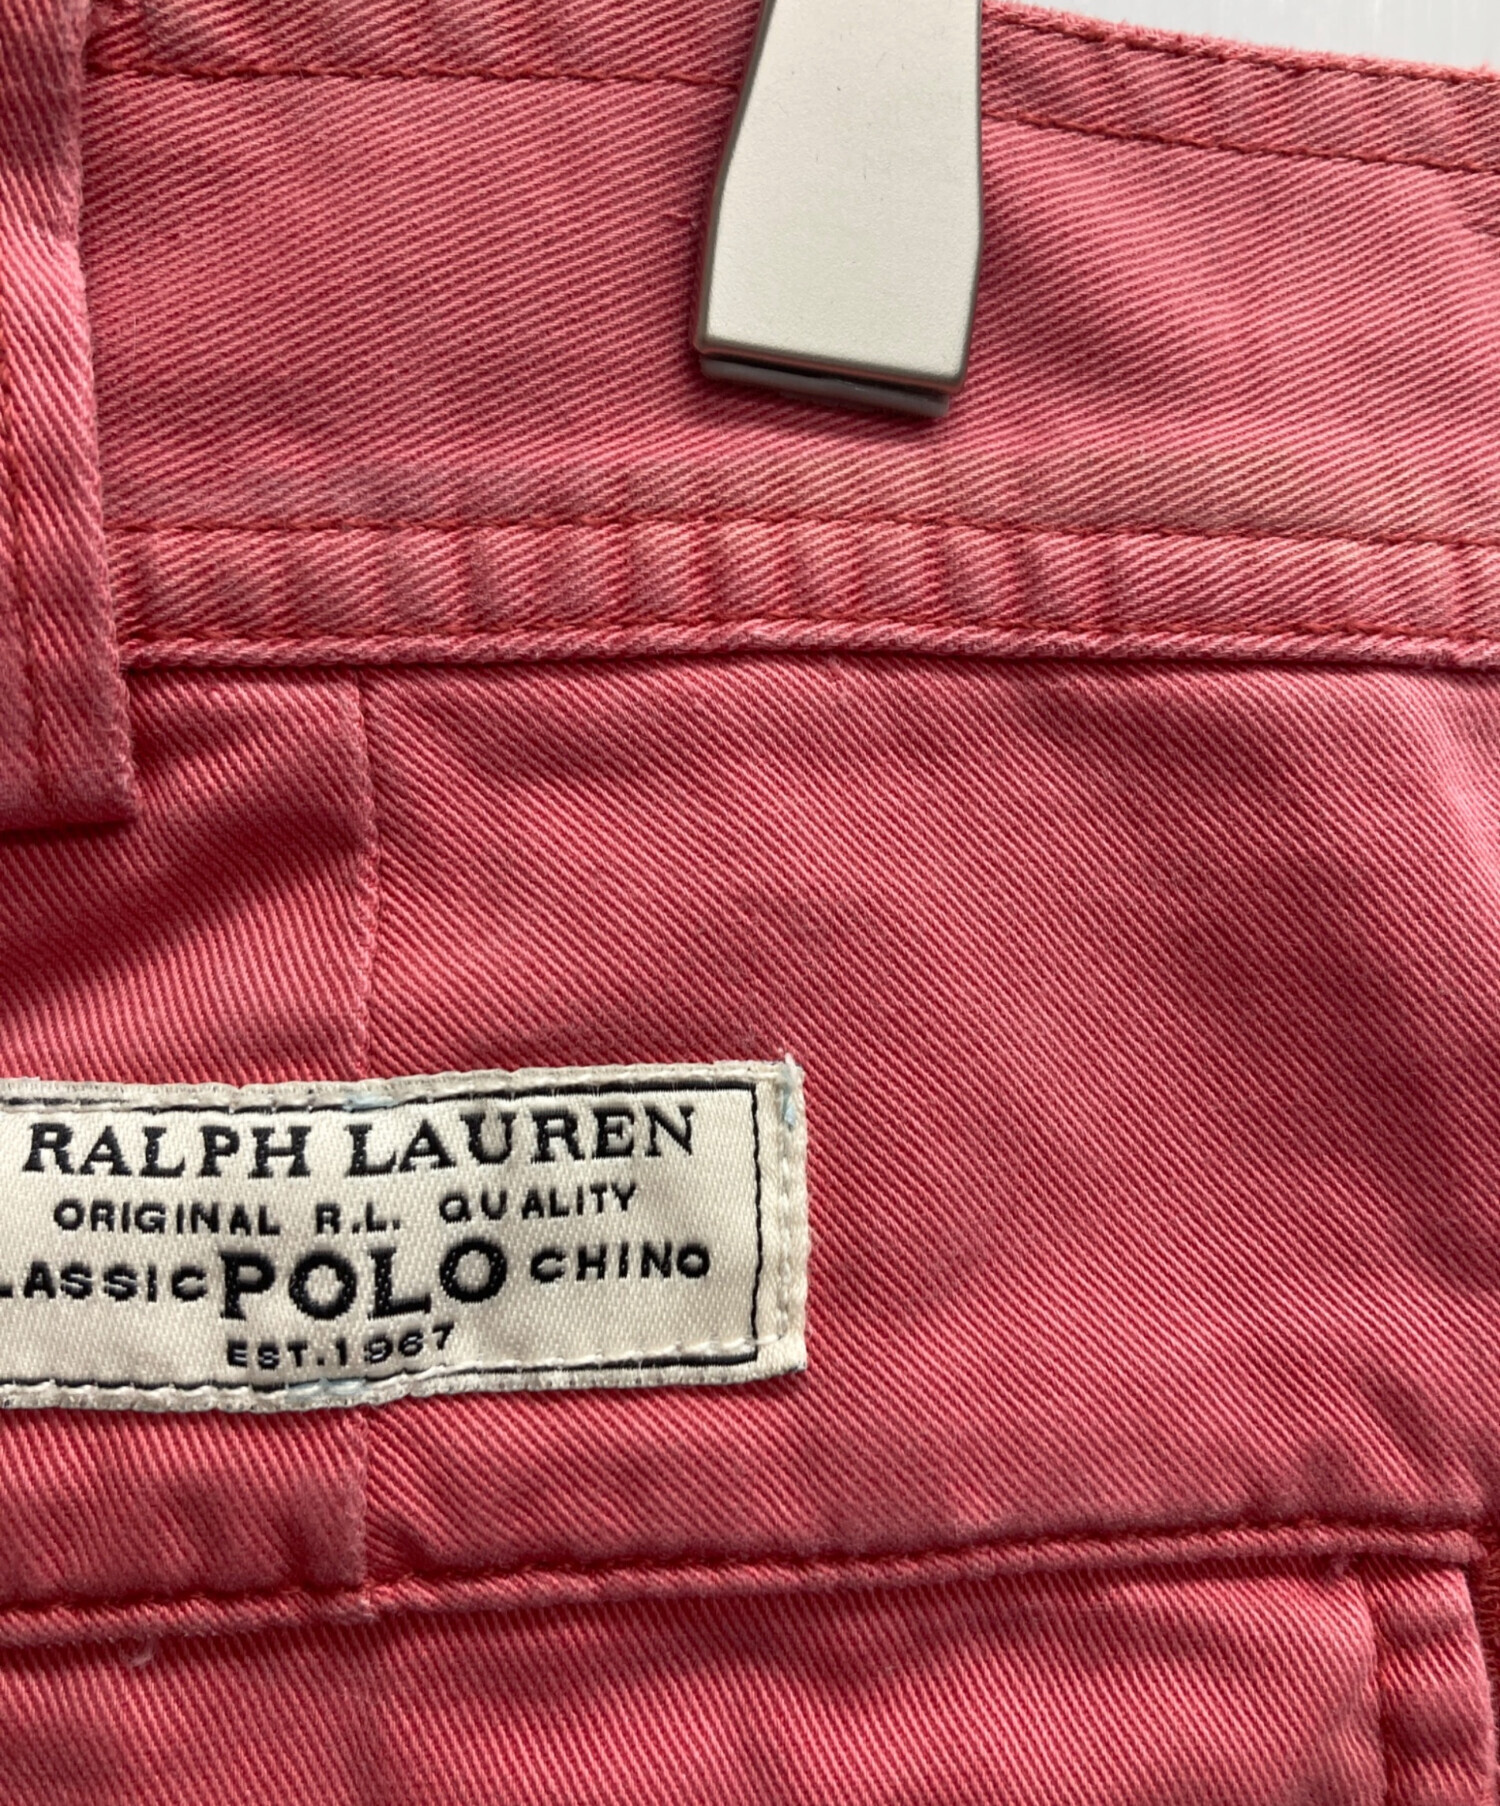 RALPH LAUREN
ORIGINAL R.L. QUALITY
LASSIC POLO CHINO
EST.1967